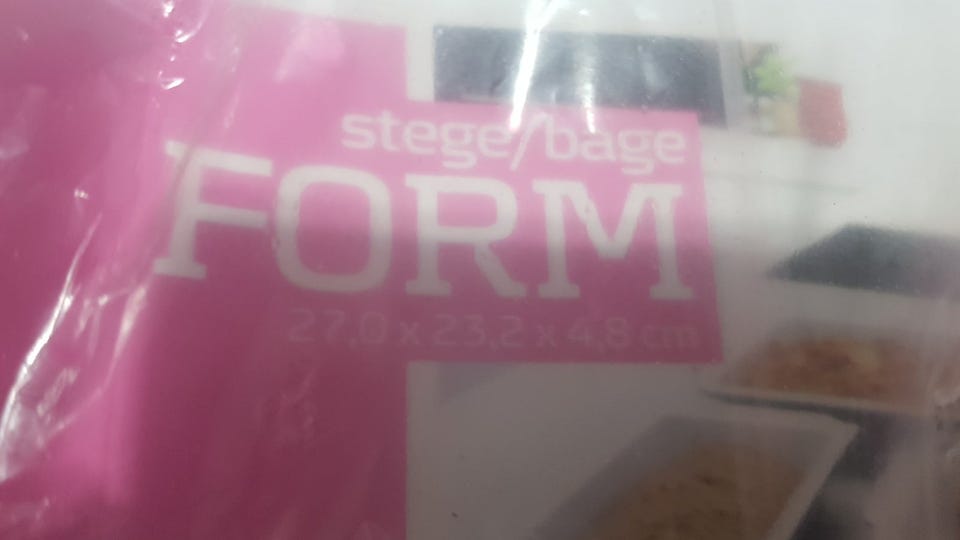 stege/bage
FORM
27,0 x 23,2 x 4,8 cm